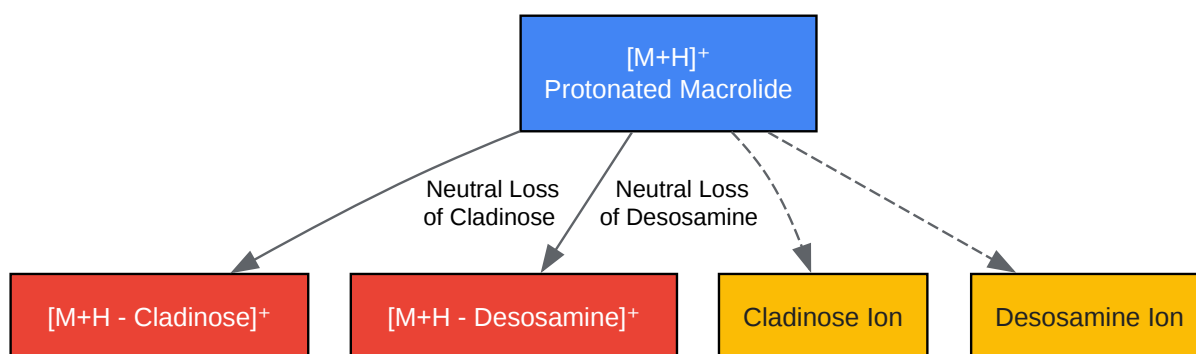 [M+H]⁺
Protonated Macrolide
Neutral Loss
of Cladinose
Neutral Loss
of Desosamine
[M+H - Cladinose]⁺
[M+H - Desosamine]⁺
Cladinose Ion
Desosamine Ion